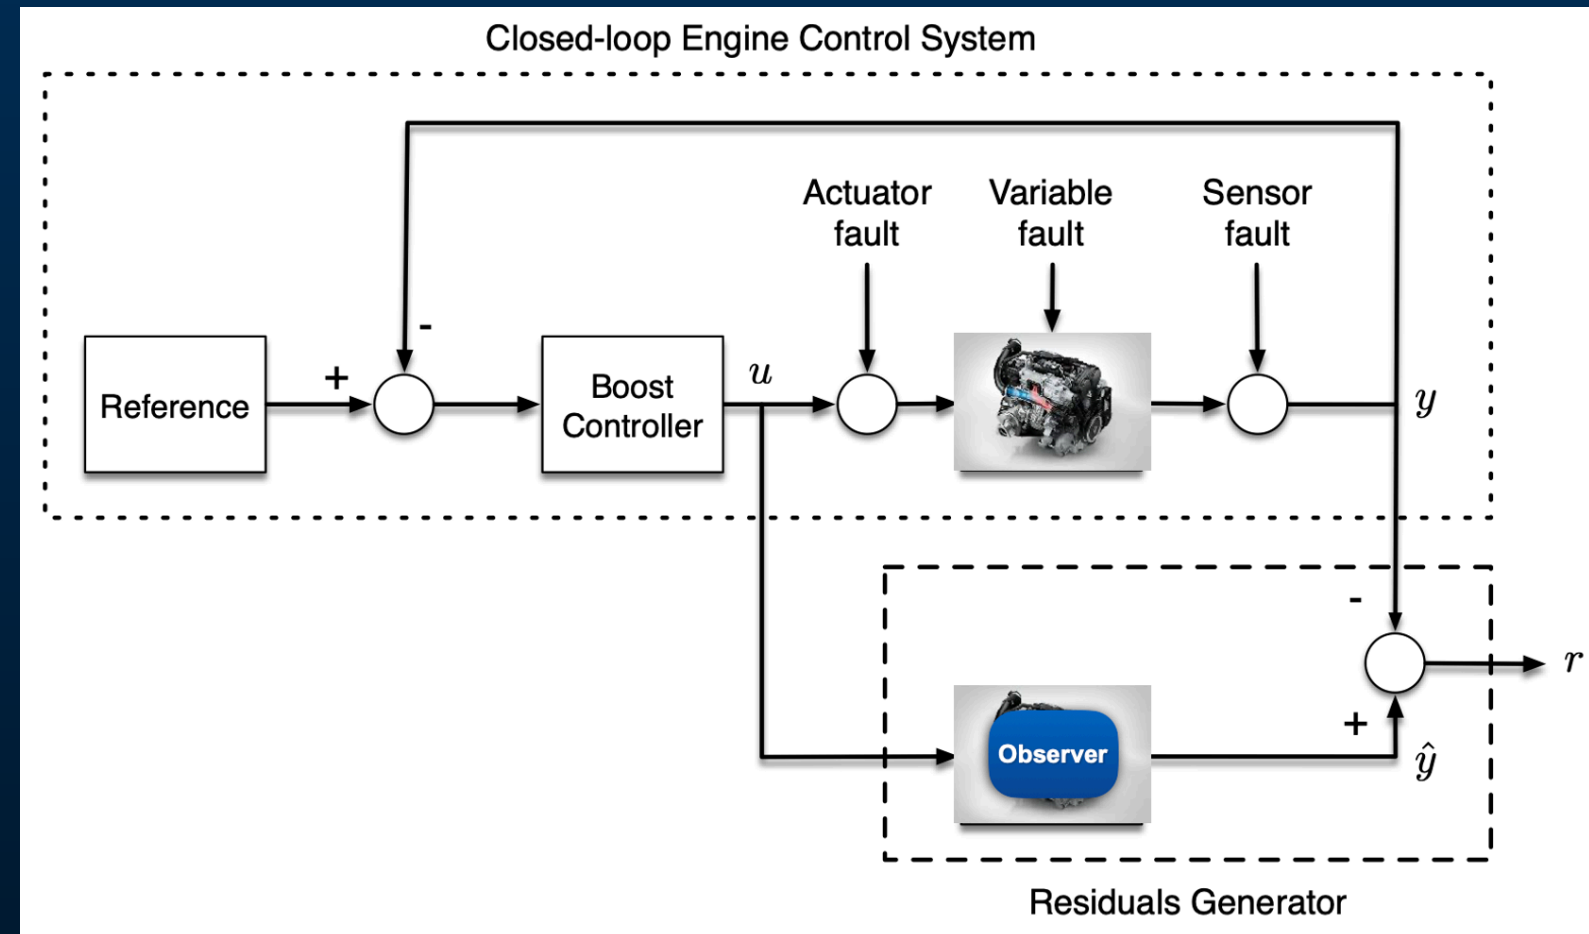 Closed-loop Engine Control System
Actuator
fault
Variable
fault
Sensor
fault
-
+
Reference
Boost
Controller
u
y
-
+
r
Observer
ŷ
Residuals Generator